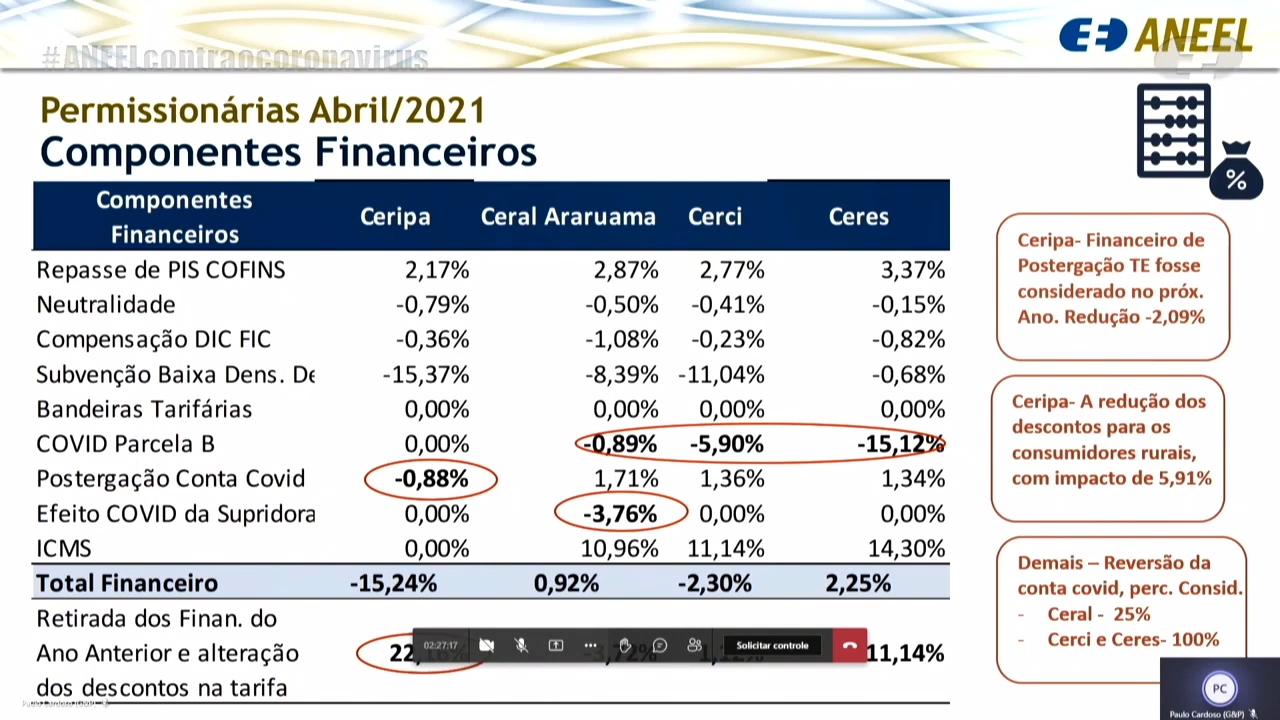 #ANEELcontraocoronavirus
ANEEL
Permissionárias Abril/2021
Componentes Financeiros
Componentes Financeiros Ceripa Ceral Araruama Cerci Ceres
Repasse de PIS COFINS 2,17% 2,87% 2,77% 3,37%
Neutralidade -0,79% -0,50% -0,41% -0,15%
Compensação DIC FIC -0,36% -1,08% -0,23% -0,82%
Subvenção Baixa Dens. De -15,37% -8,39% -11,04% -0,68%
Bandeiras Tarifárias 0,00% 0,00% 0,00% 0,00%
COVID Parcela B 0,00% -0,89% -5,90% -15,12%
Postergação Conta Covid -0,88% 1,71% 1,36% 1,34%
Efeito COVID da Supridora 0,00% -3,76% 0,00% 0,00%
ICMS 0,00% 10,96% 11,14% 14,30%
Total Financeiro -15,24% 0,92% -2,30% 2,25%
Retirada dos Finan. do
Ano Anterior e alteração 22, 11,14%
dos descontos na tarifa
02:27:17 Solicitar controle
%
Ceripa- Financeiro de
Postergação TE fosse
considerado no próx.
Ano. Redução -2,09%
Ceripa- A redução dos
descontos para os
consumidores rurais,
com impacto de 5,91%
Demais – Reversão da
conta covid, perc. Consid.
- Ceral - 25%
- Cerci e Ceres- 100%
PC
Paulo Cardoso (G&P)
Paulo Cardoso (G&P)